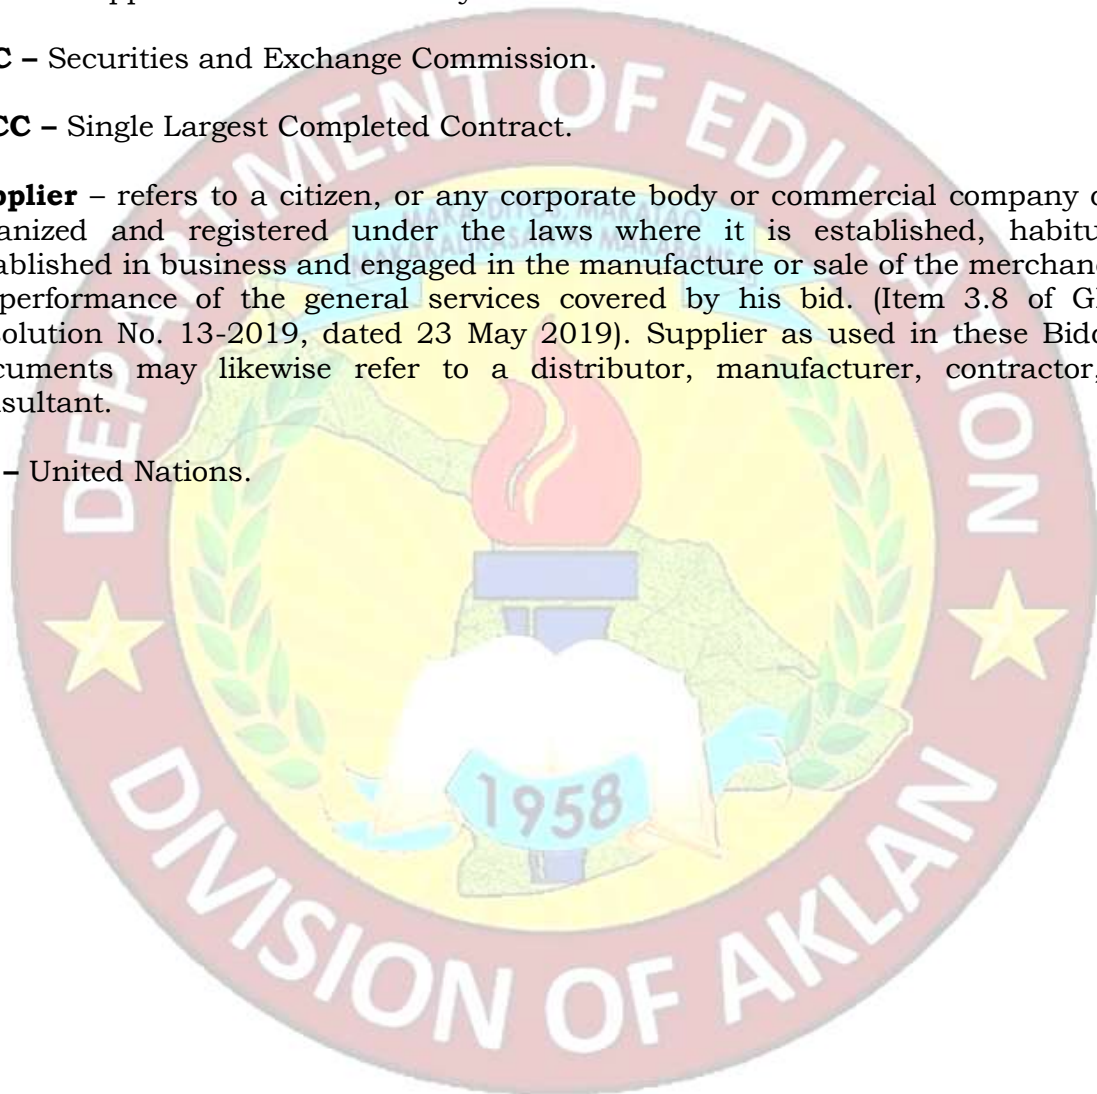 C – Securities and Exchange Commission.
CC – Single Largest Completed Contract.
pplier – refers to a citizen, or any corporate body or commercial company d
anized and registered under the laws where it is established, habitu
ablished in business and engaged in the manufacture or sale of the merchand
performance of the general services covered by his bid. (Item 3.8 of G
solution No. 13-2019, dated 23 May 2019). Supplier as used in these Bidd
cuments may likewise refer to a distributor, manufacturer, contractor,
nsultant.
– United Nations.
DEPARTMENT OF EDUCATION
1958
DIVISION OF AKLAN